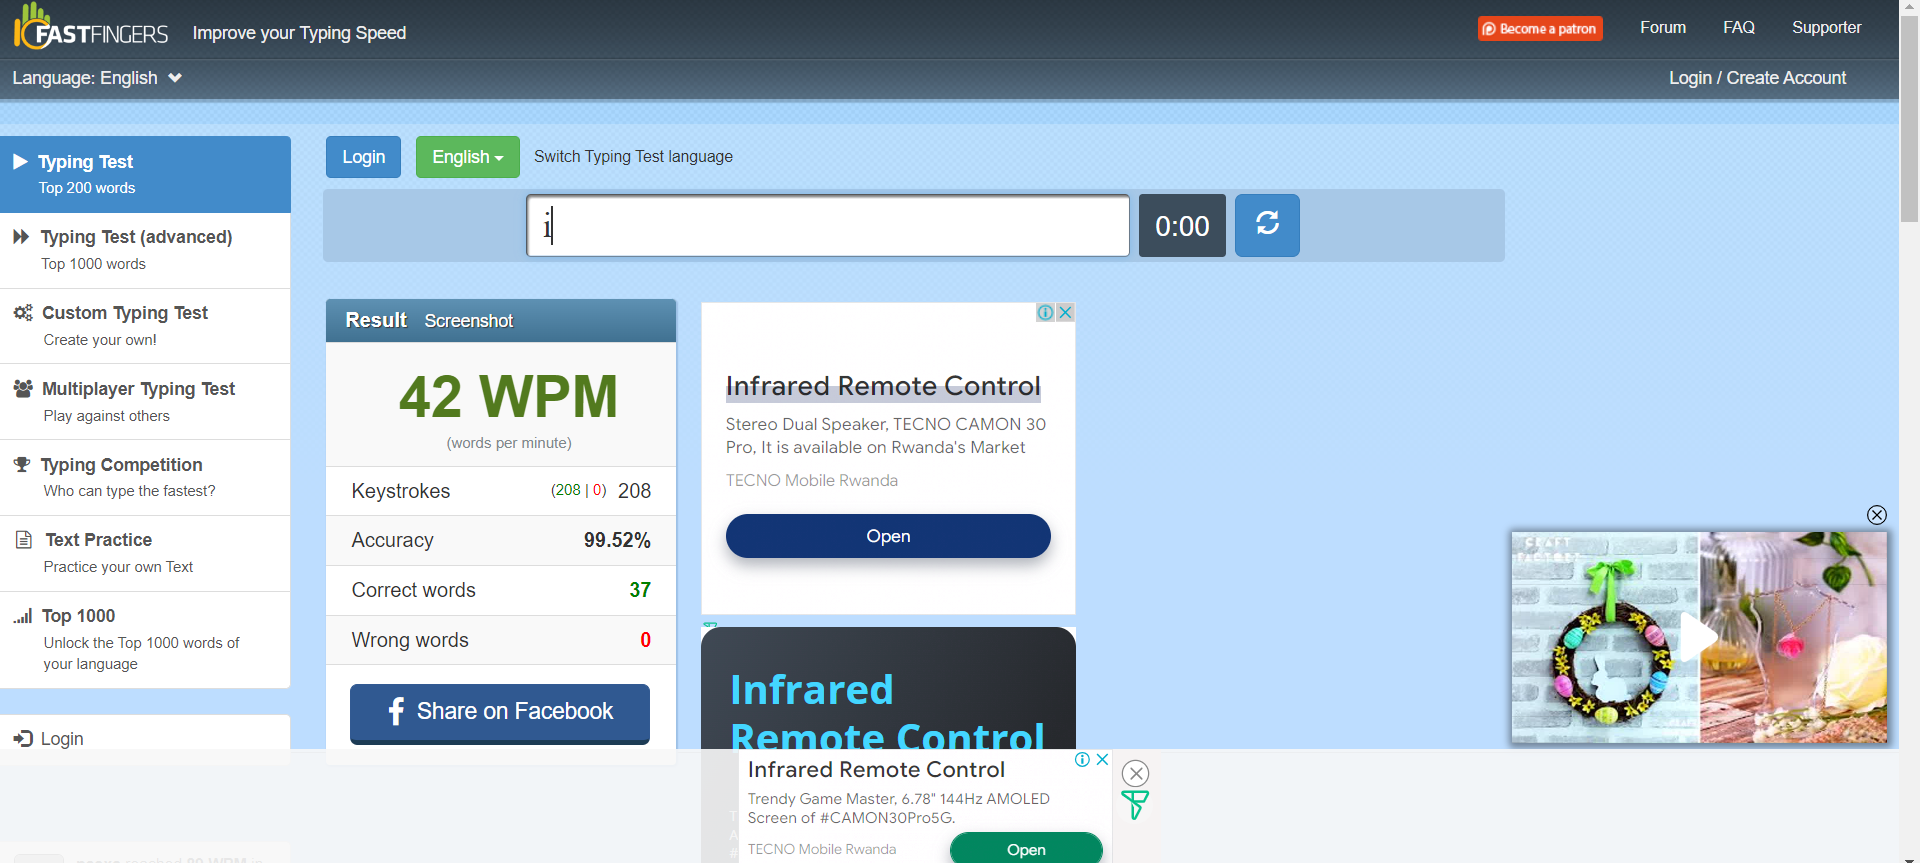 FASTFINGERS
Improve your Typing Speed
Become a patron
Forum
FAQ
Supporter
Language: English
Login / Create Account
Typing Test
Top 200 words
Typing Test (advanced)
Top 1000 words
Custom Typing Test
Create your own!
Multiplayer Typing Test
Play against others
Typing Competition
Who can type the fastest?
Text Practice
Practice your own Text
Top 1000
Unlock the Top 1000 words of
your language
Login
Login
English
Switch Typing Test language
i
0:00
Result Screenshot
42 WPM
(words per minute)
Keystrokes (208 | 0) 208
Accuracy 99.52%
Correct words 37
Wrong words 0
Share on Facebook
Infrared Remote Control
Stereo Dual Speaker, TECNO CAMON 30
Pro, It is available on Rwanda's Market
TECNO Mobile Rwanda
Open
Infrared
Remote Control
Infrared Remote Control
Trendy Game Master, 6.78" 144Hz AMOLED
Screen of #CAMON30Pro5G.
TECNO Mobile Rwanda
Open
CRAFT
FACTORY